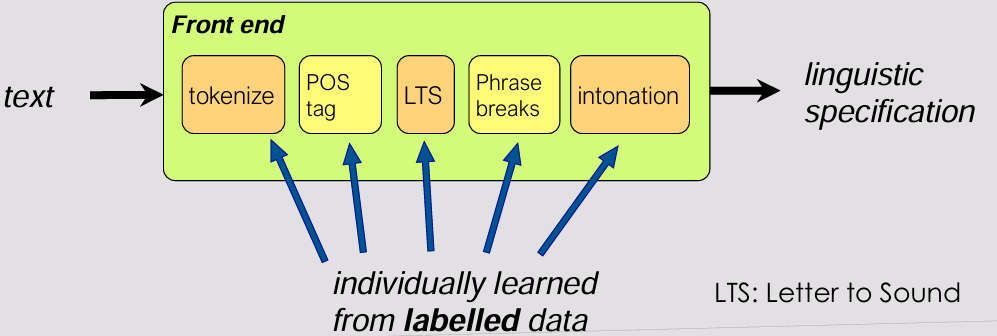 Front end
text
tokenize
POS
tag
LTS
Phrase
breaks
intonation
linguistic
specification
individually learned
from labelled data
LTS: Letter to Sound